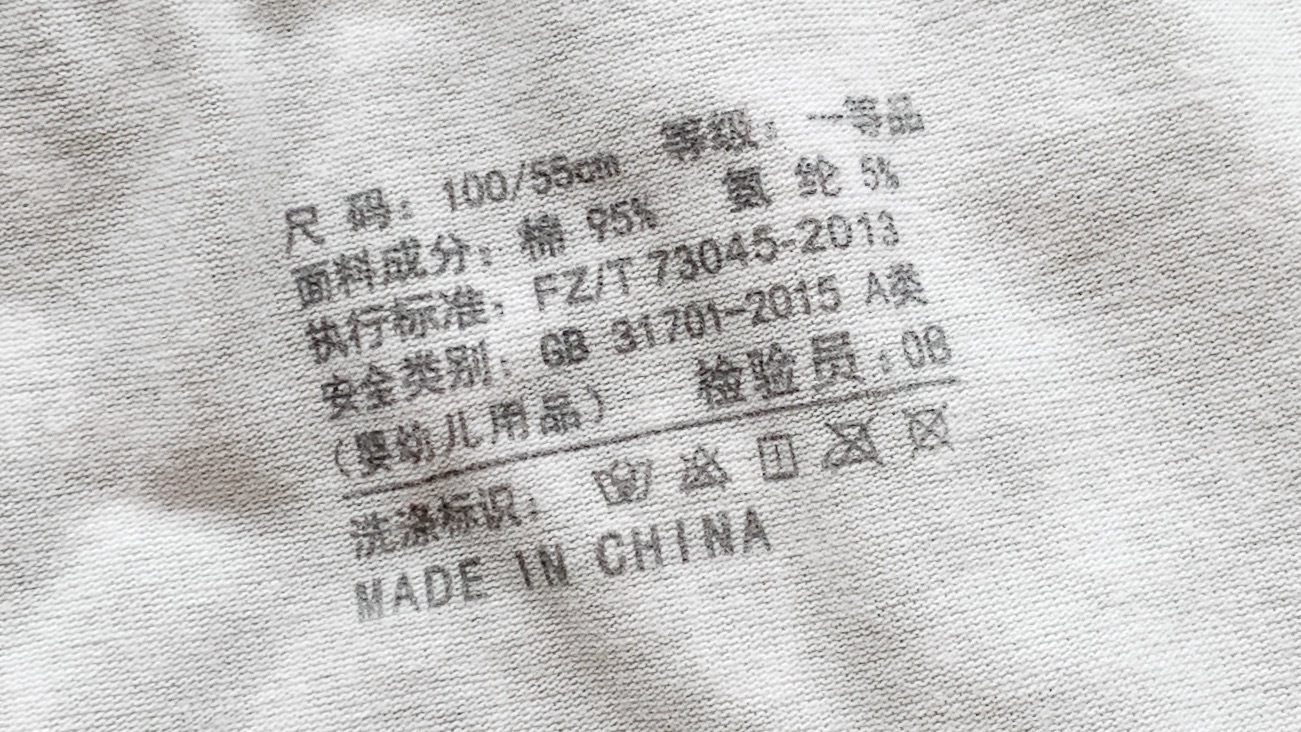 尺 码：100/55cm 等级：一等品
面料成分：棉 95% 氨 纶 5%
执行标准：FZ/T 73045-2013
安全类别：GB 31701-2015 A类
(婴幼儿用品) 检验员：08
洗涤标识：
MADE IN CHINA